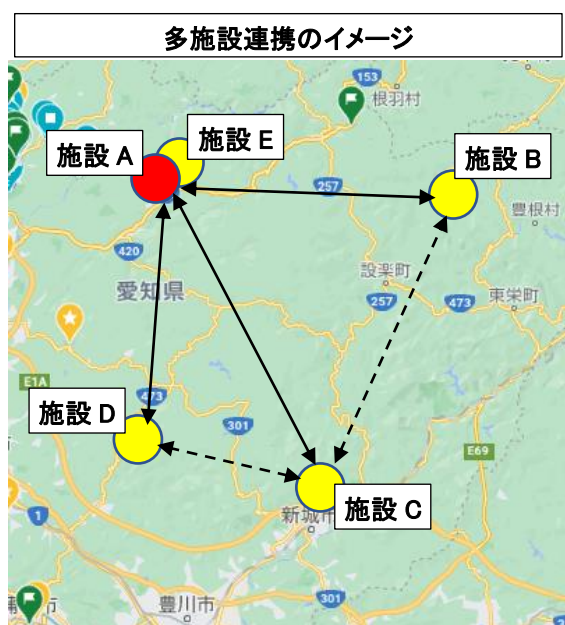 多施設連携のイメージ
153
根羽村
施設 E
施設 A
施設 B
257
豊根村
420
設楽町
愛知県
257
473
東栄町
E1A
473
施設 D
301
E69
施設 C
新城市
1
301
豊川市
市